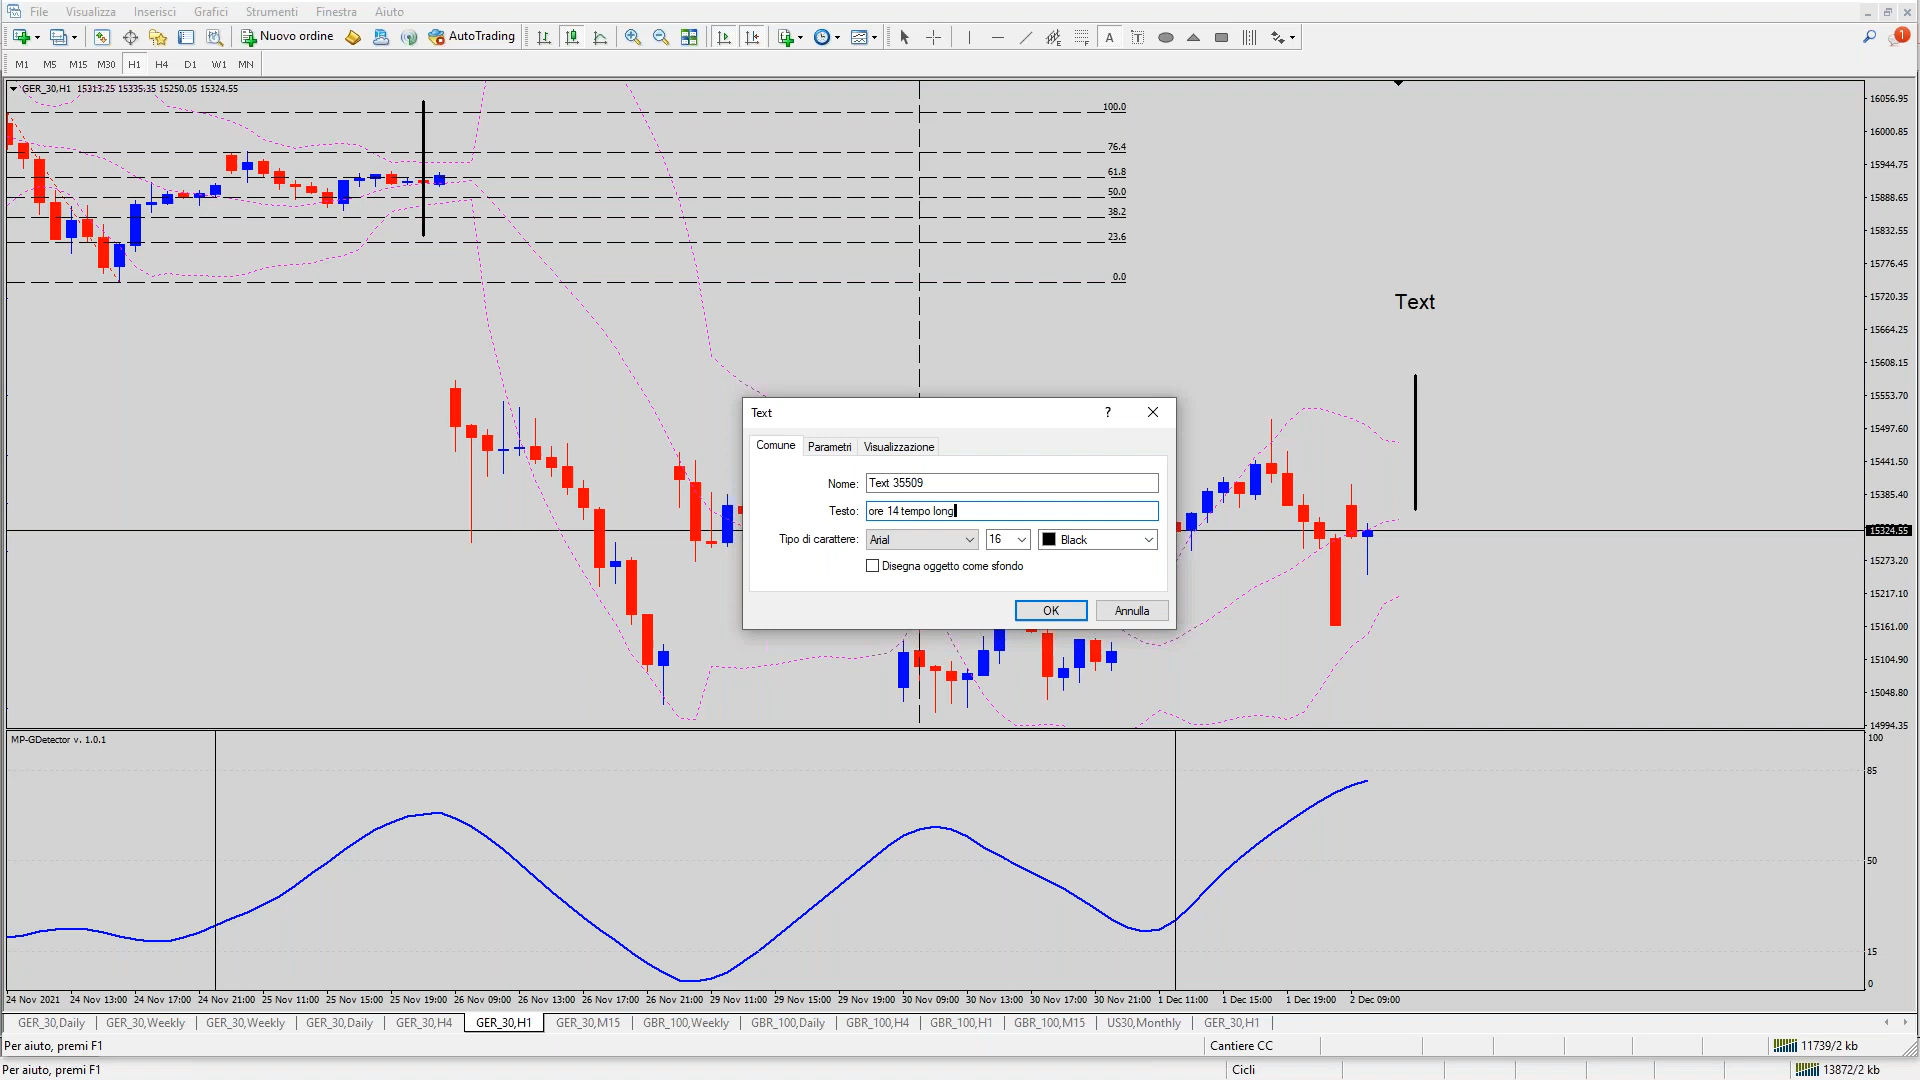 File Visualizza Inserisci Grafici Strumenti Finestra Aiuto
Nuovo ordine AutoTrading 1
M1 M5 M15 M30 H1 H4 D1 W1 MN
GER_30,H1 15313.25 15335.35 15250.05 15324.55
100.0
76.4
61.8
50.0
38.2
23.6
0.0
Text
16056.95
16000.85
15944.75
15888.65
15832.55
15776.45
15720.35
15664.25
15608.15
15553.70
15497.60
15441.50
15385.40
15324.55
15273.20
15217.10
15161.00
15104.90
15048.80
14994.35
Text ?
Comune Parametri Visualizzazione
Nome: Text 35509
Testo: ore 14 tempo long
Tipo di carattere: Arial 16 Black
Disegna oggetto come sfondo
OK Annulla
MP-GDetector v. 1.0.1
100
85
50
15
0
24 Nov 2021 24 Nov 13:00 24 Nov 17:00 24 Nov 21:00 25 Nov 11:00 25 Nov 15:00 25 Nov 19:00 26 Nov 09:00 26 Nov 13:00 26 Nov 17:00 26 Nov 21:00 29 Nov 11:00 29 Nov 15:00 29 Nov 19:00 30 Nov 09:00 30 Nov 13:00 30 Nov 17:00 30 Nov 21:00 1 Dec 11:00 1 Dec 15:00 1 Dec 19:00 2 Dec 09:00
GER_30,Daily GER_30,Weekly GER_30,Weekly GER_30,Daily GER_30,H4 GER_30,H1 GER_30,M15 GBR_100,Weekly GBR_100,Daily GBR_100,H4 GBR_100,H1 GBR_100,M15 US30,Monthly GER_30,H1
Per aiuto, premi F1 Cantiere CC 11739/2 kb
Per aiuto, premi F1 Cicli 13872/2 kb